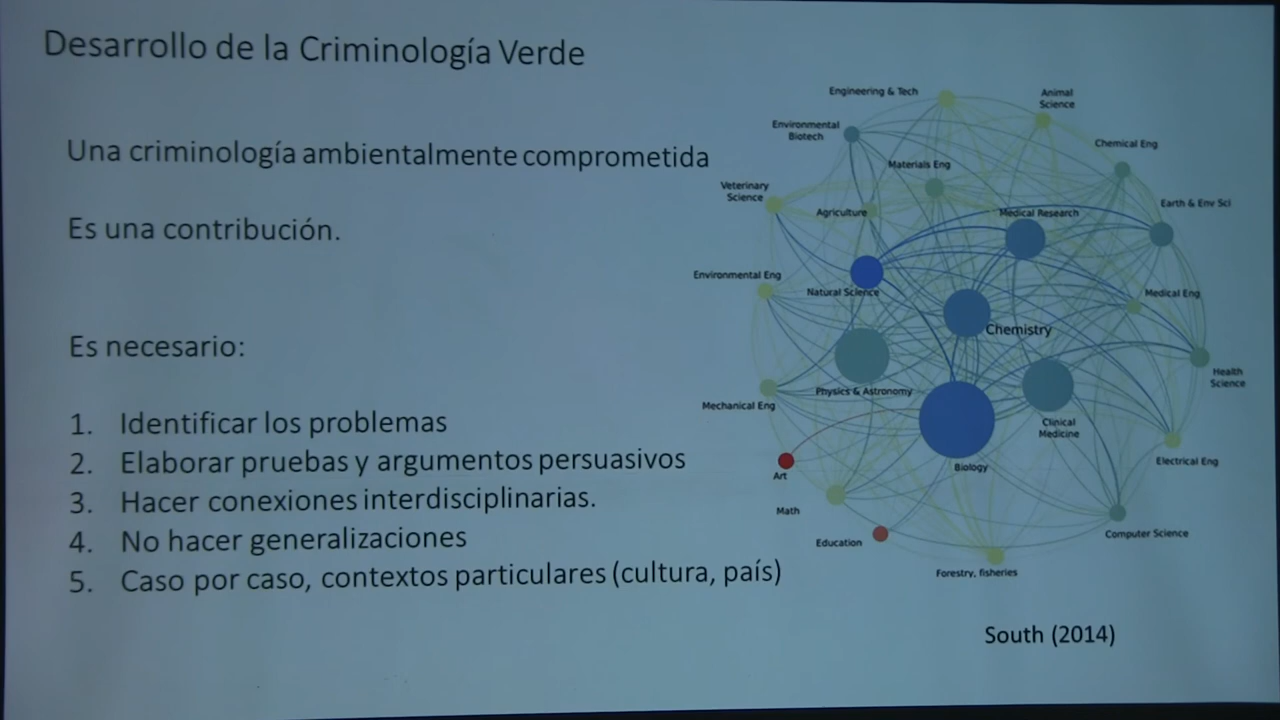 Desarrollo de la Criminología Verde
Una criminología ambientalmente comprometida
Es una contribución.
Es necesario:
1. Identificar los problemas
2. Elaborar pruebas y argumentos persuasivos
3. Hacer conexiones interdisciplinarias.
4. No hacer generalizaciones
5. Caso por caso, contextos particulares (cultura, país)
Engineering & Tech
Animal
Science
Environmental
Biotech
Chemical Eng
Materials Eng
Veterinary
Science
Agriculture
Medical Research
Earth & Env Sci
Environmental Eng
Natural Science
Medical Eng
Chemistry
Health
Science
Physics & Astronomy
Mechanical Eng
Clinical
Medicine
Biology
Electrical Eng
Art
Math
Education
Computer Science
Forestry, fisheries
South (2014)